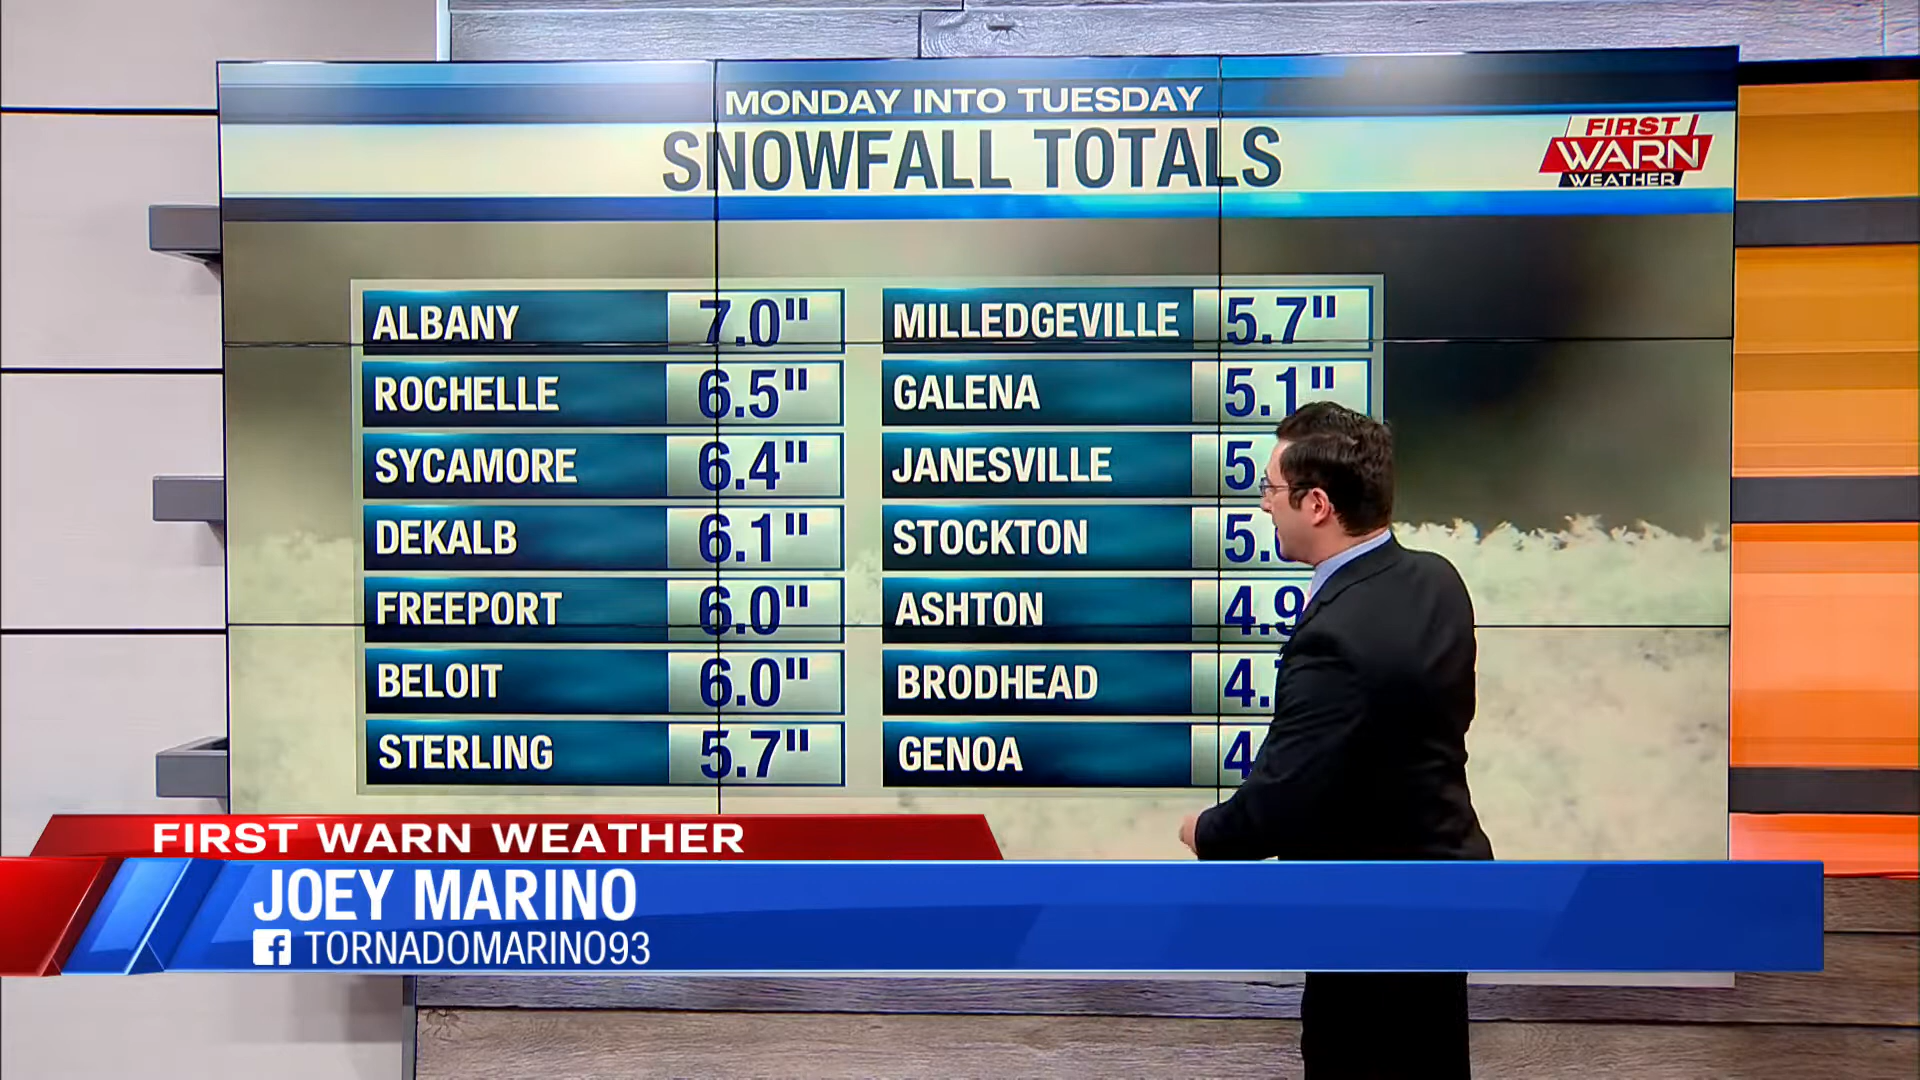 MONDAY INTO TUESDAY
SNOWFALL TOTALS
FIRST
WARN
WEATHER
ALBANY 7.0"
ROCHELLE 6.5"
SYCAMORE 6.4"
DEKALB 6.1"
FREEPORT 6.0"
BELOIT 6.0"
STERLING 5.7"
MILLEDGEVILLE 5.7"
GALENA 5.1"
JANESVILLE
STOCKTON
ASHTON 4.9
BRODHEAD
GENOA
FIRST WARN WEATHER
JOEY MARINO
TORNADOMARINO93